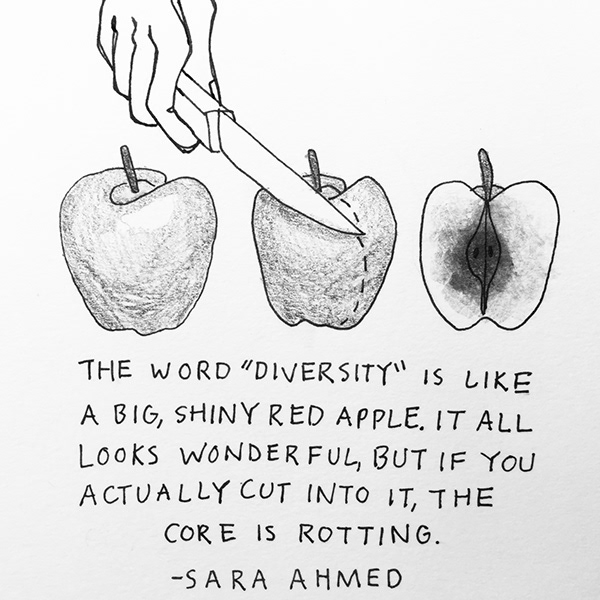 THE WORD "DIVERSITY" IS LIKE
A BIG, SHINY RED APPLE. IT ALL
LOOKS WONDERFUL, BUT IF YOU
ACTUALLY CUT INTO IT, THE
CORE IS ROTTING.
-SARA AHMED